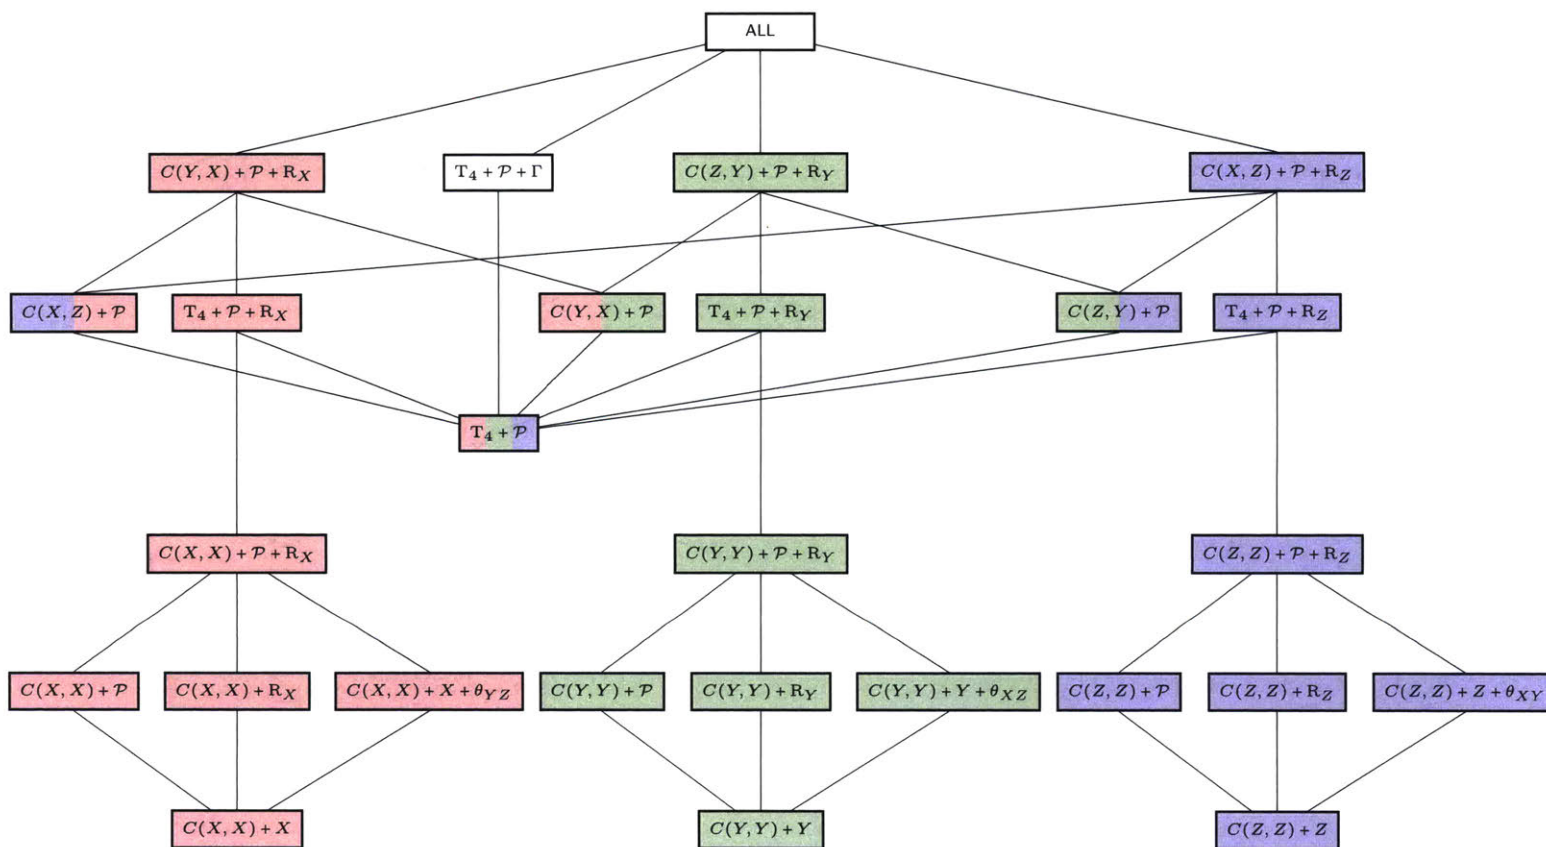 ALL
C(Y, X) + 𝒫 + R_X
T_4 + 𝒫 + Γ
C(Z, Y) + 𝒫 + R_Y
C(X, Z) + 𝒫 + R_Z
C(X, Z) + 𝒫
T_4 + 𝒫 + R_X
C(Y, X) + 𝒫
T_4 + 𝒫 + R_Y
C(Z, Y) + 𝒫
T_4 + 𝒫 + R_Z
T_4 + 𝒫
C(X, X) + 𝒫 + R_X
C(Y, Y) + 𝒫 + R_Y
C(Z, Z) + 𝒫 + R_Z
C(X, X) + 𝒫
C(X, X) + R_X
C(X, X) + X + θ_YZ
C(Y, Y) + 𝒫
C(Y, Y) + R_Y
C(Y, Y) + Y + θ_XZ
C(Z, Z) + 𝒫
C(Z, Z) + R_Z
C(Z, Z) + Z + θ_XY
C(X, X) + X
C(Y, Y) + Y
C(Z, Z) + Z